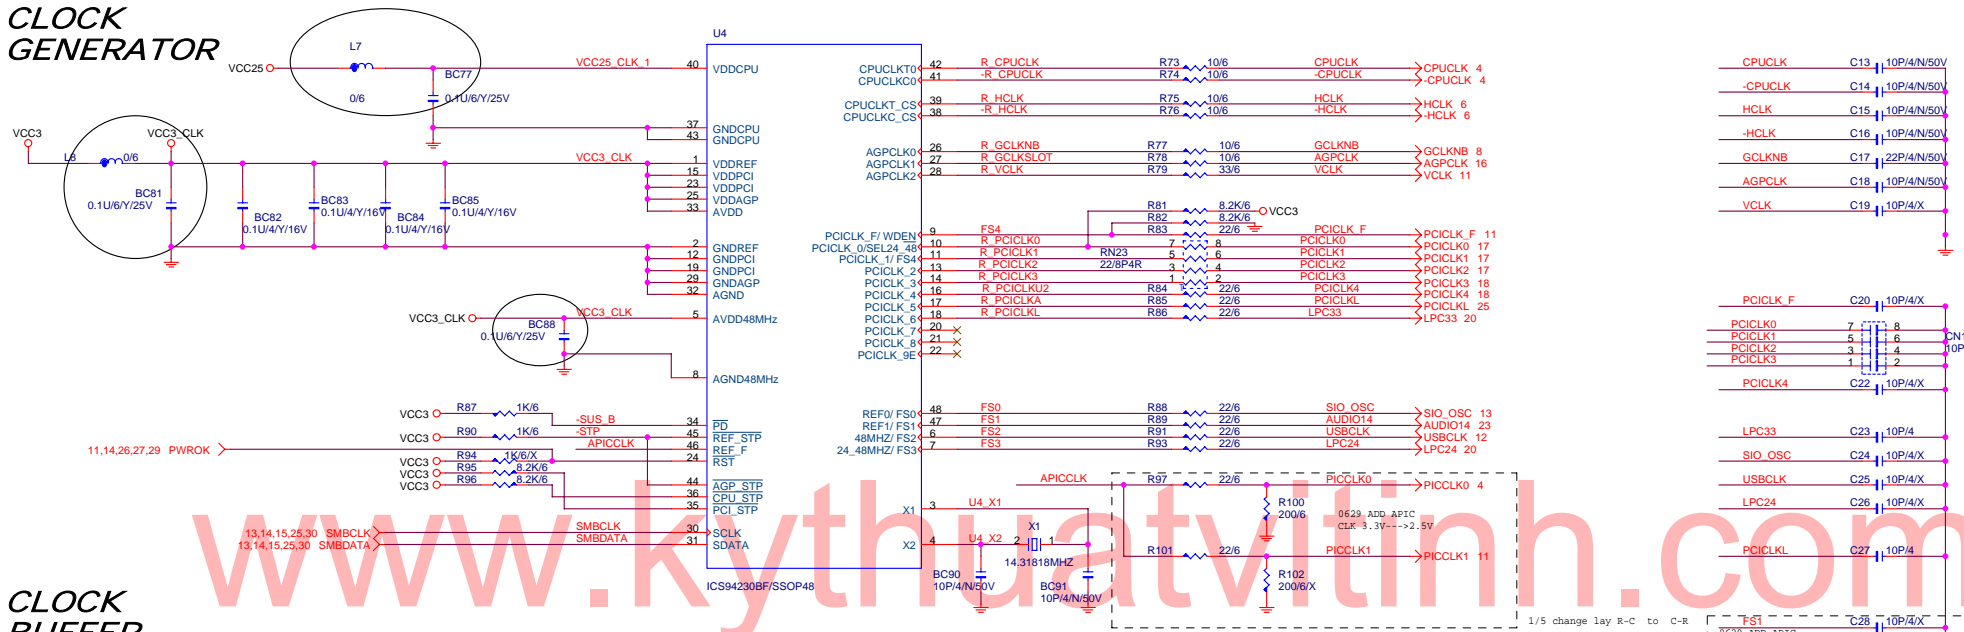 CLOCK
GENERATOR
L7
VCC25
BC77
0/6
0.1U/6/Y/25V
VCC25_CLK_1
VCC3
VCC3_CLK
L8
0/6
VCC3_CLK
BC81
0.1U/6/Y/25V
BC82
0.1U/4/Y/16V
BC83
0.1U/4/Y/16V
BC84
0.1U/4/Y/16V
BC85
0.1U/4/Y/16V
VCC3_CLK
VCC3_CLK
BC88
0.1U/6/Y/25V
VCC3 R87 1K/6 -SUS_B
VCC3 R90 1K/6 -STP
APICCLK
11,14,26,27,29 PWROK
VCC3 R94 1K/6/X
VCC3 R95 8.2K/6
VCC3 R96 8.2K/6
13,14,15,25,30 SMBCLK SMBCLK
13,14,15,25,30 SMBDATA SMBDATA
U4
40 VDDCPU
37 GNDCPU
43 GNDCPU
1 VDDREF
15 VDDPCI
23 VDDPCI
25 VDDAGP
33 AVDD
2 GNDREF
12 GNDPCI
19 GNDPCI
29 GNDAGP
32 AGND
5 AVDD48MHz
8 AGND48MHz
34 PD
45 REF_STP
46 REF_F
24 RST
44 AGP_STP
36 CPU_STP
35 PCI_STP
30 SCLK
31 SDATA
ICS94230BF/SSOP48
CPUCLKT0 42 R_CPUCLK R73 10/6 CPUCLK CPUCLK 4
CPUCLKC0 41 -R_CPUCLK R74 10/6 -CPUCLK -CPUCLK 4
CPUCLKT_CS 39 R_HCLK R75 10/6 HCLK HCLK 6
CPUCLKC_CS 38 -R_HCLK R76 10/6 -HCLK -HCLK 6
AGPCLK0 26 R_GCLKNB R77 10/6 GCLKNB GCLKNB 8
AGPCLK1 27 R_GCLKSLOT R78 10/6 AGPCLK AGPCLK 16
AGPCLK2 28 R_VCLK R79 33/6 VCLK VCLK 11
R81 8.2K/6 VCC3
R82 8.2K/6
PCICLK_F/ WDEN 9 FS4 R83 22/6 PCICLK_F PCICLK_F 11
PCICLK_0/SEL24_48 10 R_PCICLK0 7 8 PCICLK0 PCICLK0 17
PCICLK_1/ FS4 11 R_PCICLK1 RN23 5 6 PCICLK1 PCICLK1 17
PCICLK_2 13 R_PCICLK2 22/8P4R 3 4 PCICLK2 PCICLK2 17
PCICLK_3 14 R_PCICLK3 1 2 PCICLK3 PCICLK3 18
PCICLK_4 16 R_PCICLKU2 R84 22/6 PCICLK4 PCICLK4 18
PCICLK_5 17 R_PCICLKA R85 22/6 PCICLKL PCICLKL 25
PCICLK_6 18 R_PCICLKL R86 22/6 LPC33 LPC33 20
PCICLK_7 20
PCICLK_8 21
PCICLK_9E 22
REF0/ FS0 48 FS0 R88 22/6 SIO_OSC SIO_OSC 13
REF1/ FS1 47 FS1 R89 22/6 AUDIO14 AUDIO14 23
48MHZ/ FS2 6 FS2 R91 22/6 USBCLK USBCLK 12
24_48MHZ/ FS3 7 FS3 R93 22/6 LPC24 LPC24 20
APICCLK R97 22/6 PICCLK0 PICCLK0 4
R100
200/6
0629 ADD APIC
CLK 3.3V--->2.5V
X1 3 U4_X1
X2 4 U4_X2
X1
2 1
14.31818MHZ
BC90
10P/4/N/50V
BC91
10P/4/N/50V
R101 22/6 PICCLK1 PICCLK1 11
R102
200/6/X
1/5 change lay R-C to C-R
CPUCLK C13 10P/4/N/50V
-CPUCLK C14 10P/4/N/50V
HCLK C15 10P/4/N/50V
-HCLK C16 10P/4/N/50V
GCLKNB C17 22P/4/N/50V
AGPCLK C18 10P/4/N/50V
VCLK C19 10P/4/X
PCICLK_F C20 10P/4/X
PCICLK0 7 8
PCICLK1 5 6 CN1
PCICLK2 3 4 10P
PCICLK3 1 2
PCICLK4 C22 10P/4/X
LPC33 C23 10P/4
SIO_OSC C24 10P/4/X
USBCLK C25 10P/4/X
LPC24 C26 10P/4/X
PCICLKL C27 10P/4
FS1 C28 10P/4/X
0629 ADD APIC
www.kythuatvitinh.com
CLOCK
BUFFER